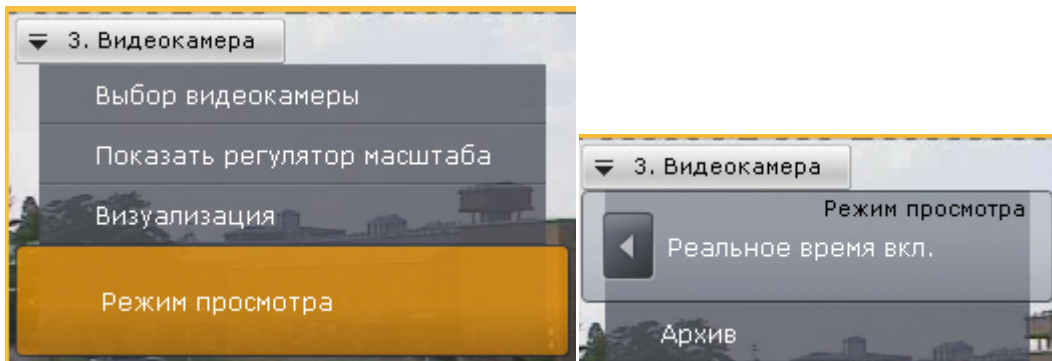 3. Видеокамера
Выбор видеокамеры
Показать регулятор масштаба
Визуализация
Режим просмотра
3. Видеокамера
Режим просмотра
Реальное время вкл.
Архив